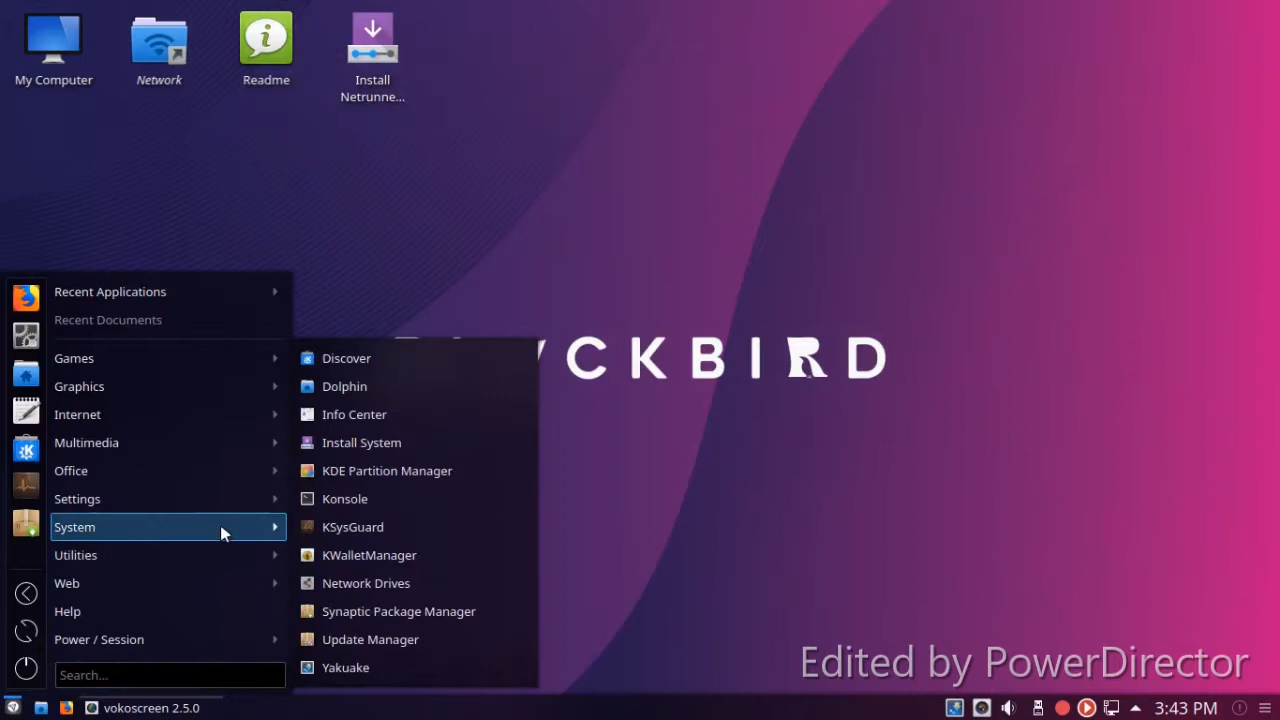 My Computer
Network
Readme
Install
Netrunne...
Recent Applications
Recent Documents
Games
Graphics
Internet
Multimedia
Office
Settings
System
Utilities
Web
Help
Power / Session
Search...
Discover
Dolphin
Info Center
Install System
KDE Partition Manager
Konsole
KSysGuard
KWalletManager
Network Drives
Synaptic Package Manager
Update Manager
Yakuake
CKBIRD
Edited by PowerDirector
vokoscreen 2.5.0
3:43 PM